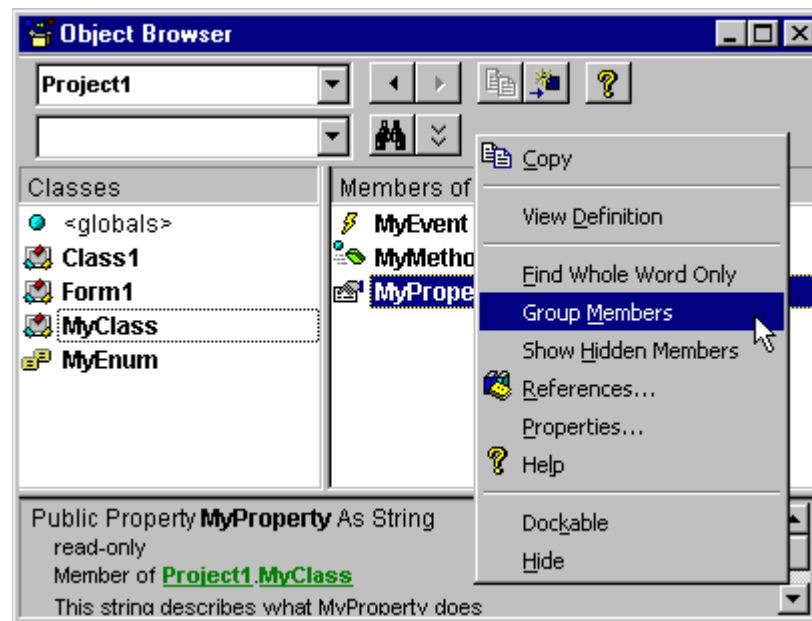 Object Browser
Project1
Classes
Members of
<globals>
Class1
Form1
MyClass
MyEnum
MyEvent
MyMetho
MyPrope
Copy
View Definition
Find Whole Word Only
Group Members
Show Hidden Members
References...
Properties...
Help
Dockable
Hide
Public Property MyProperty As String
read-only
Member of Project1.MyClass
This string describes what MyProperty does